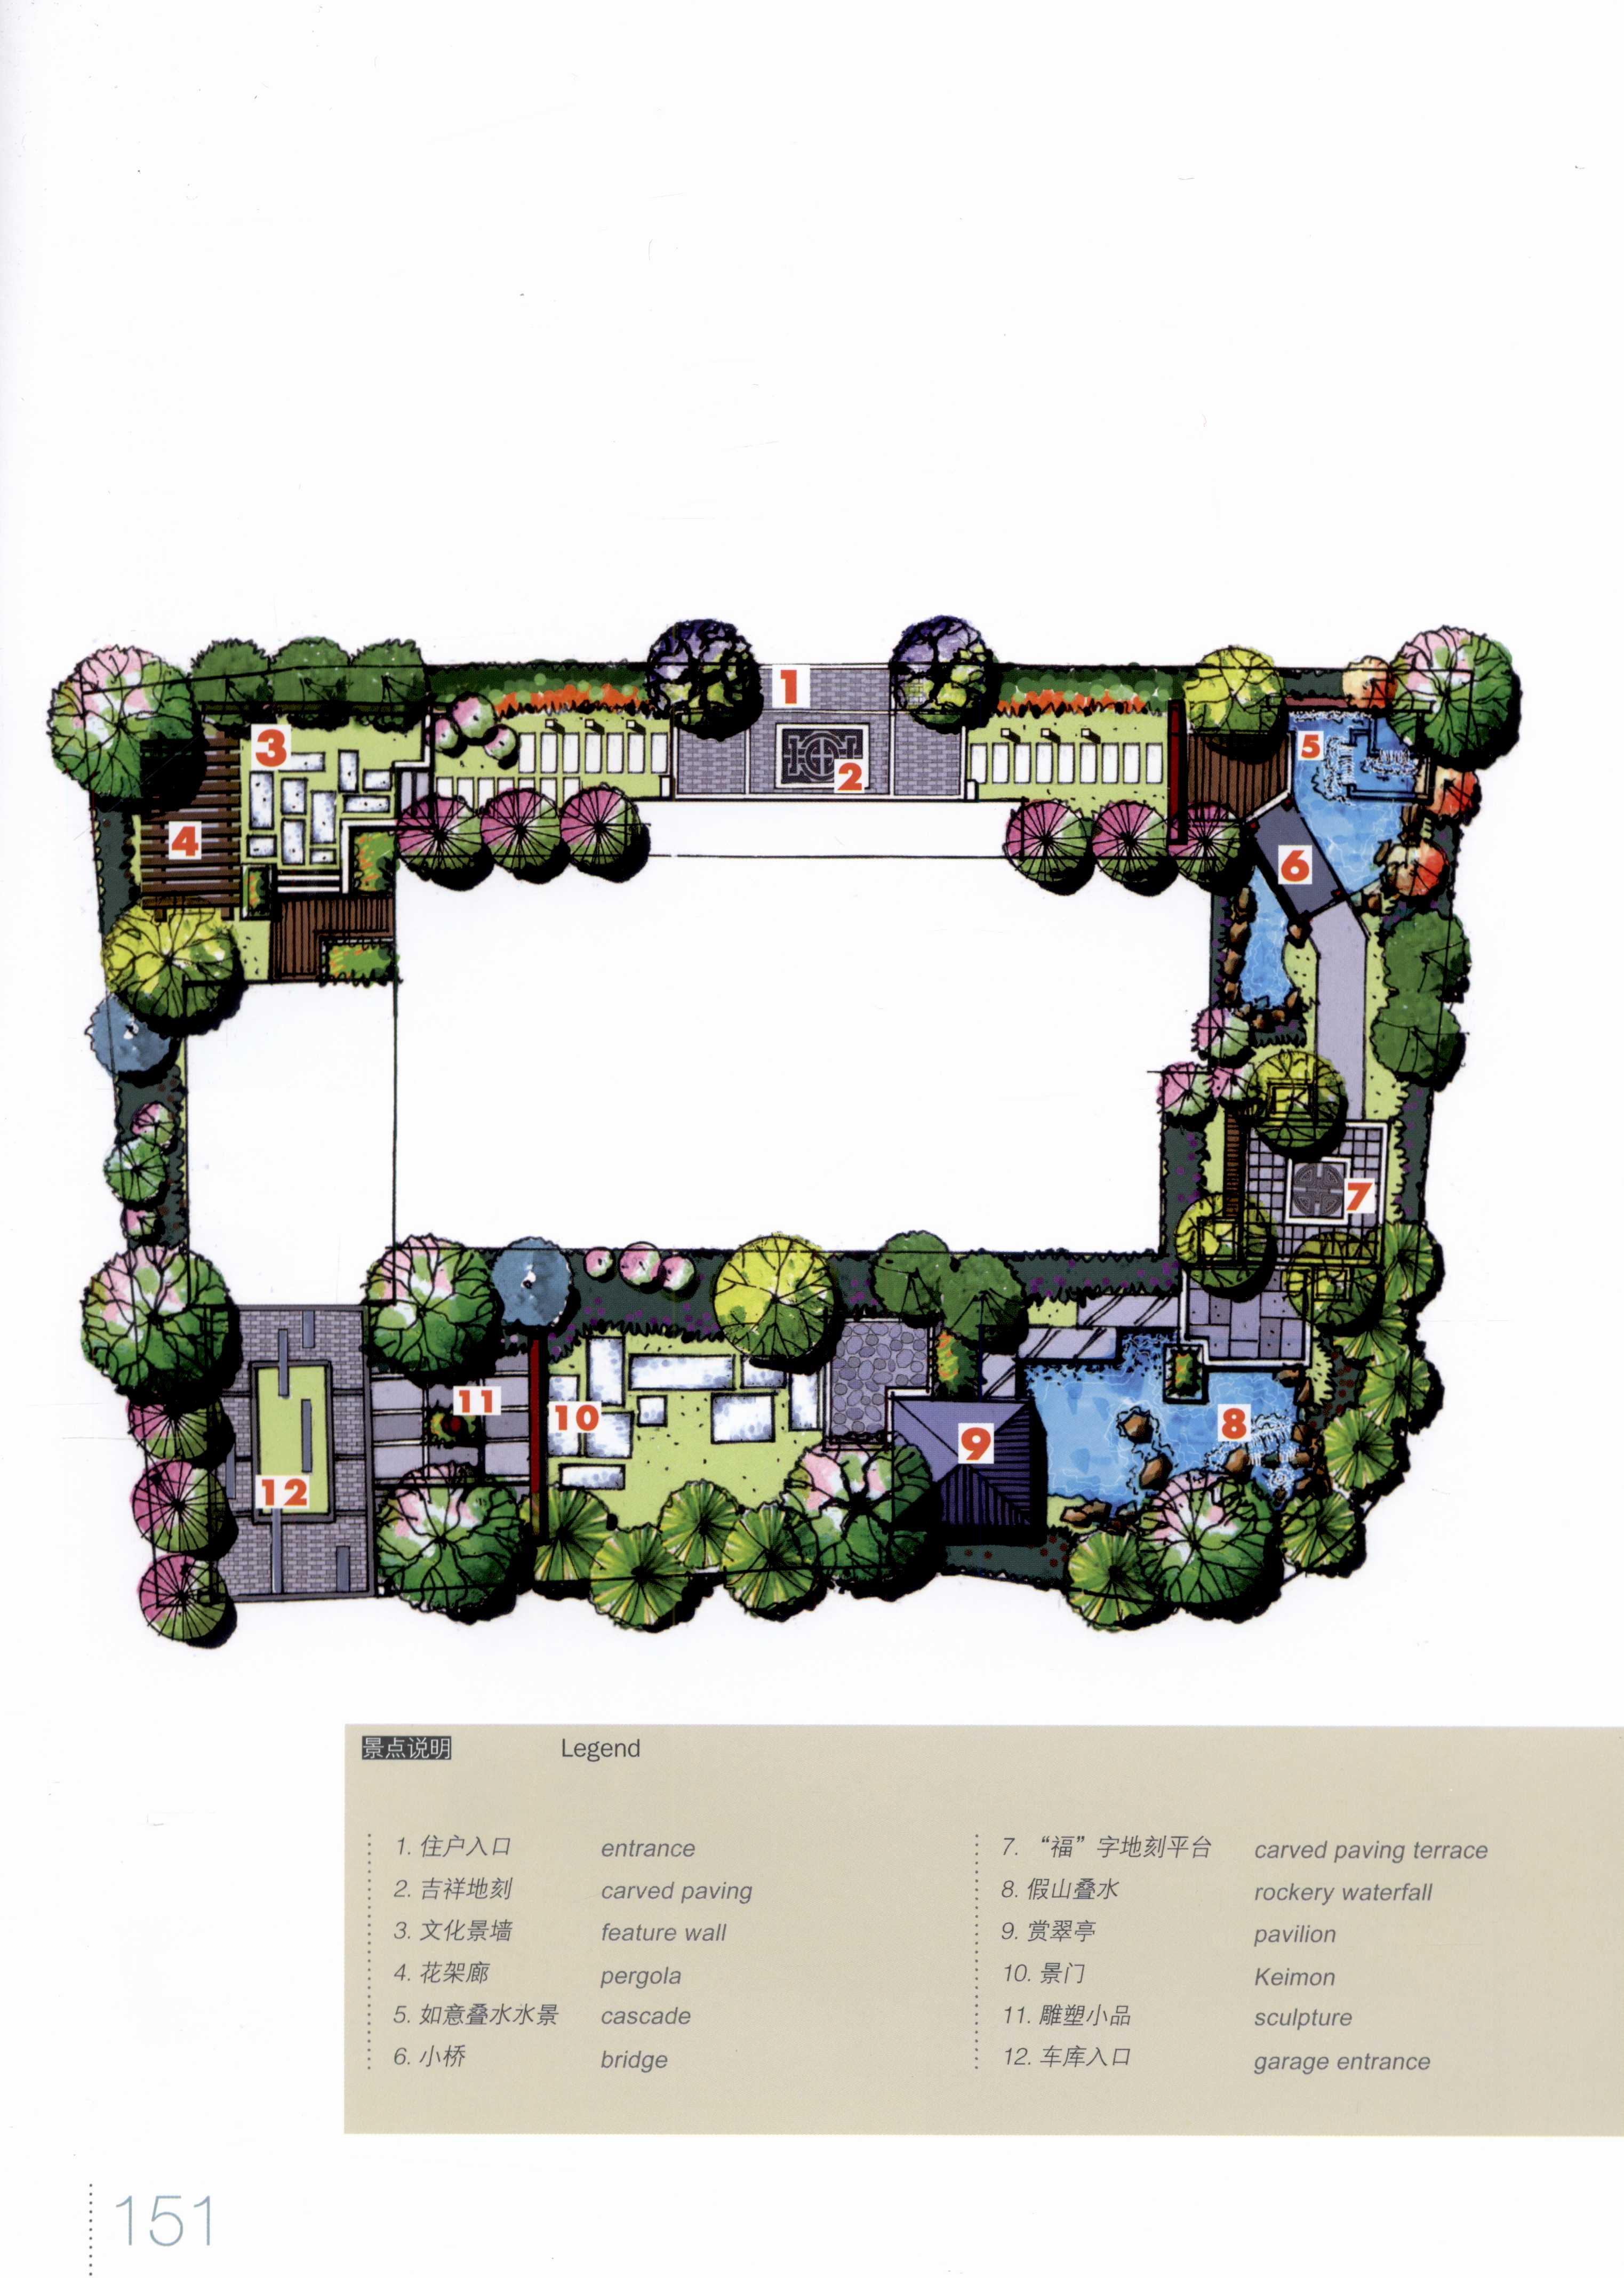 1
2
3
4
5
6
7
8
9
10
11
12
景点说明 Legend
1. 住户入口 entrance
2. 吉祥地刻 carved paving
3. 文化景墙 feature wall
4. 花架廊 pergola
5. 如意叠水水景 cascade
6. 小桥 bridge
7. “福”字地刻平台 carved paving terrace
8. 假山叠水 rockery waterfall
9. 赏翠亭 pavilion
10. 景门 Keimon
11. 雕塑小品 sculpture
12. 车库入口 garage entrance
151